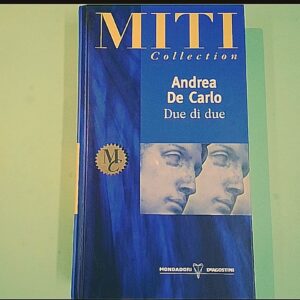 MITI
Collection
Andrea
De Carlo
Due di due
M
C
MONDADORI DEAGOSTINI